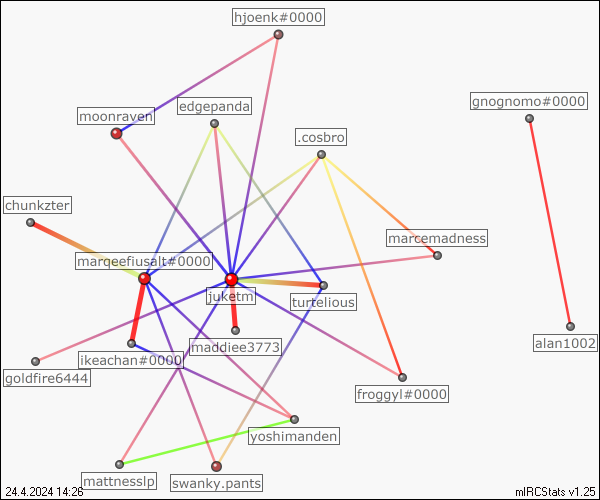 hjoenk#0000
gnognomo#0000
edgepanda
moonraven
.cosbro
chunkzter
marcemadness
marqeefiusalt#0000
juketm
turtelious
alan1002
maddiee3773
ikeachan#0000
goldfire6444
froggyl#0000
yoshimanden
mattnesslp
swanky.pants
24.4.2024 14:26
mIRCStats v1.25